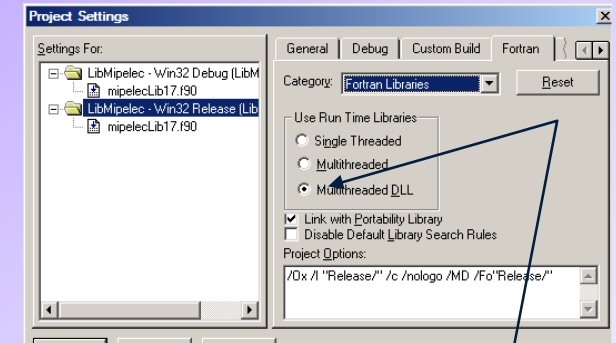 Project Settings
Settings For:
LibMipelec - Win32 Debug (LibM
mipelecLib17.f90
LibMipelec - Win32 Release (Lib
mipelecLib17.f90
General Debug Custom Build Fortran
Category: Fortran Libraries Reset
Use Run Time Libraries
Single Threaded
Multithreaded
Multithreaded DLL
Link with Portability Library
Disable Default Library Search Rules
Project Options:
/Ox /I "Release/" /c /nologo /MD /Fo"Release/"